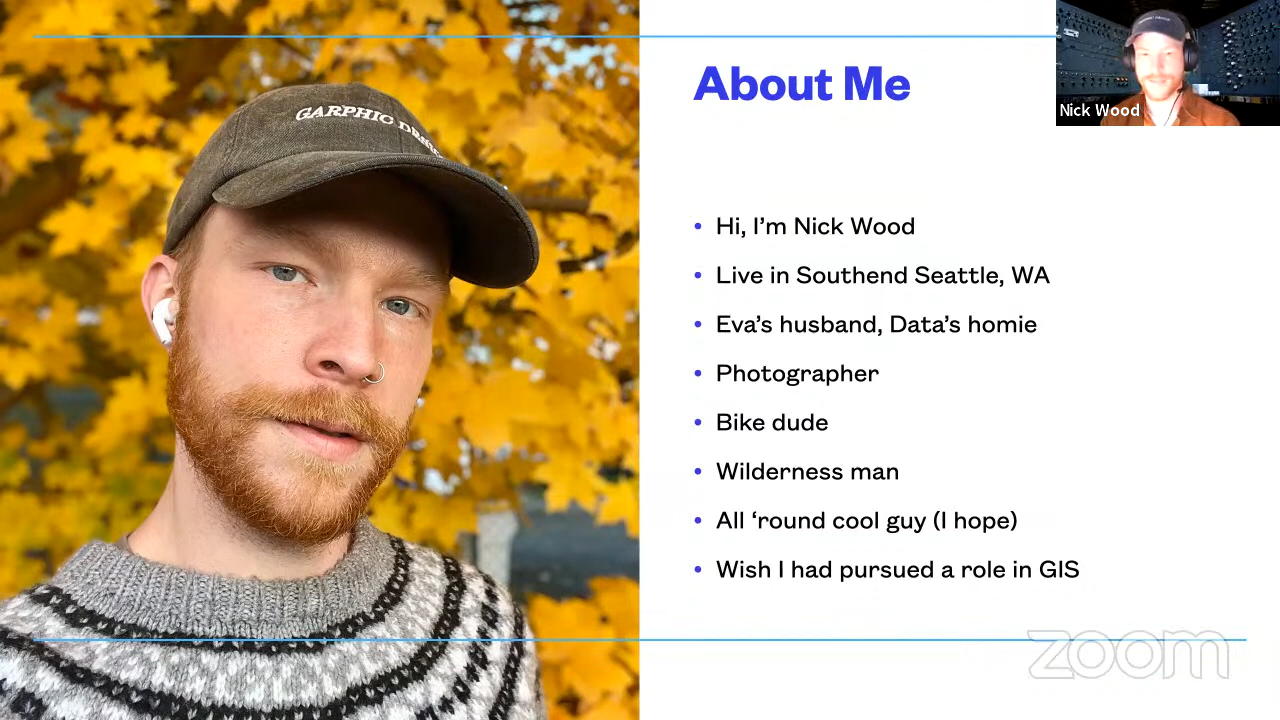 GARPHIC
About Me
Nick Wood
• Hi, I’m Nick Wood
• Live in Southend Seattle, WA
• Eva’s husband, Data’s homie
• Photographer
• Bike dude
• Wilderness man
• All ‘round cool guy (I hope)
• Wish I had pursued a role in GIS
zoom